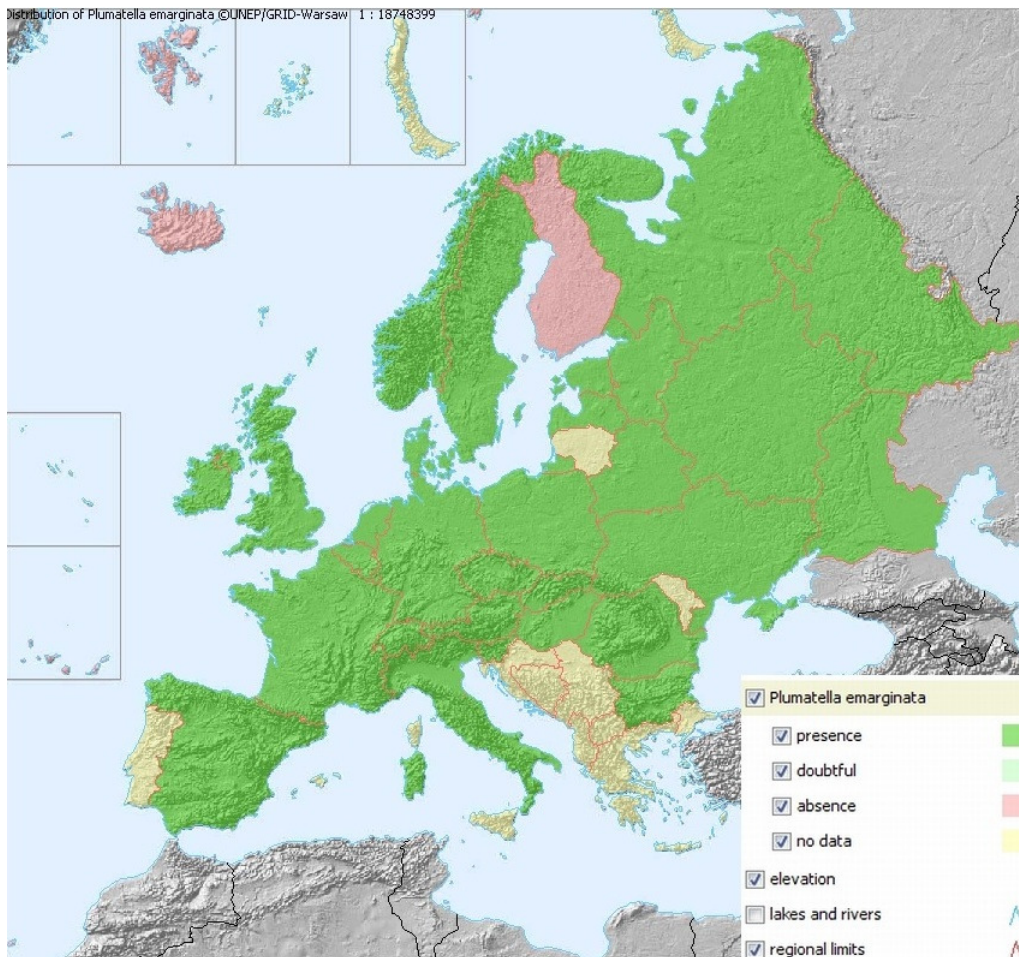 Distribution of Plumatella emarginata ©UNEP/GRID-Warsaw 1 : 18748399
Plumatella emarginata
presence
doubtful
absence
no data
elevation
lakes and rivers
regional limits